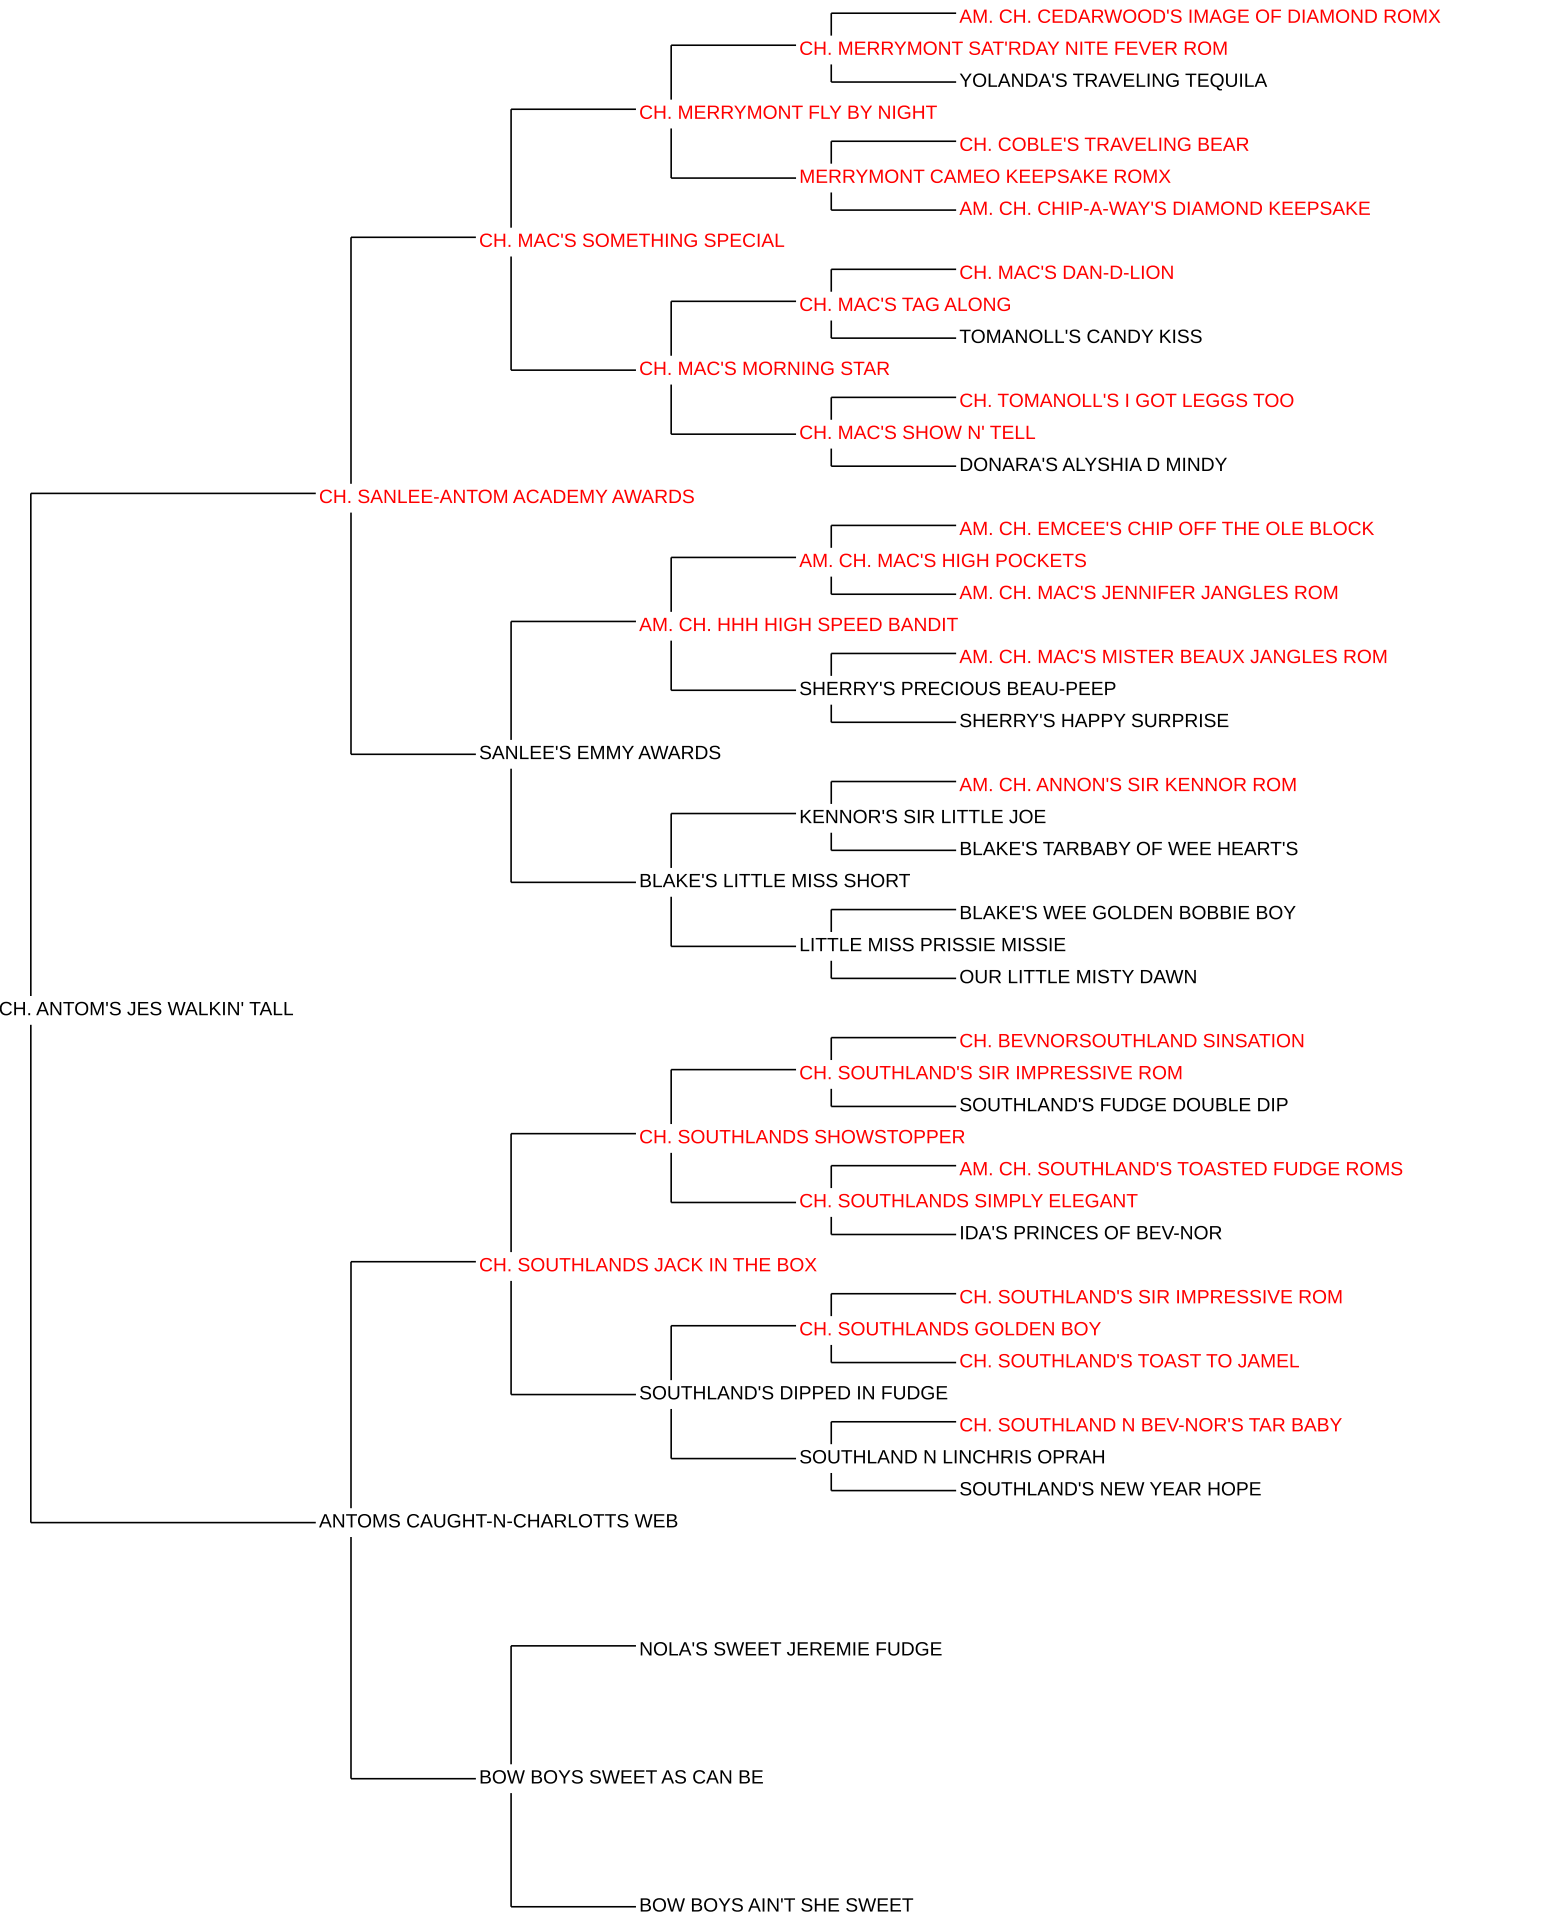 AM. CH. CEDARWOOD'S IMAGE OF DIAMOND ROMX
CH. MERRYMONT SAT'RDAY NITE FEVER ROM
YOLANDA'S TRAVELING TEQUILA
CH. MERRYMONT FLY BY NIGHT
CH. COBLE'S TRAVELING BEAR
MERRYMONT CAMEO KEEPSAKE ROMX
AM. CH. CHIP-A-WAY'S DIAMOND KEEPSAKE
CH. MAC'S SOMETHING SPECIAL
CH. MAC'S DAN-D-LION
CH. MAC'S TAG ALONG
TOMANOLL'S CANDY KISS
CH. MAC'S MORNING STAR
CH. TOMANOLL'S I GOT LEGGS TOO
CH. MAC'S SHOW N' TELL
DONARA'S ALYSHIA D MINDY
CH. SANLEE-ANTOM ACADEMY AWARDS
AM. CH. EMCEE'S CHIP OFF THE OLE BLOCK
AM. CH. MAC'S HIGH POCKETS
AM. CH. MAC'S JENNIFER JANGLES ROM
AM. CH. HHH HIGH SPEED BANDIT
AM. CH. MAC'S MISTER BEAUX JANGLES ROM
SHERRY'S PRECIOUS BEAU-PEEP
SHERRY'S HAPPY SURPRISE
SANLEE'S EMMY AWARDS
AM. CH. ANNON'S SIR KENNOR ROM
KENNOR'S SIR LITTLE JOE
BLAKE'S TARBABY OF WEE HEART'S
BLAKE'S LITTLE MISS SHORT
BLAKE'S WEE GOLDEN BOBBIE BOY
LITTLE MISS PRISSIE MISSIE
OUR LITTLE MISTY DAWN
CH. ANTOM'S JES WALKIN' TALL
CH. BEVNORSOUTHLAND SINSATION
CH. SOUTHLAND'S SIR IMPRESSIVE ROM
SOUTHLAND'S FUDGE DOUBLE DIP
CH. SOUTHLANDS SHOWSTOPPER
AM. CH. SOUTHLAND'S TOASTED FUDGE ROMS
CH. SOUTHLANDS SIMPLY ELEGANT
IDA'S PRINCES OF BEV-NOR
CH. SOUTHLANDS JACK IN THE BOX
CH. SOUTHLAND'S SIR IMPRESSIVE ROM
CH. SOUTHLANDS GOLDEN BOY
CH. SOUTHLAND'S TOAST TO JAMEL
SOUTHLAND'S DIPPED IN FUDGE
CH. SOUTHLAND N BEV-NOR'S TAR BABY
SOUTHLAND N LINCHRIS OPRAH
SOUTHLAND'S NEW YEAR HOPE
ANTOMS CAUGHT-N-CHARLOTTS WEB
NOLA'S SWEET JEREMIE FUDGE
BOW BOYS SWEET AS CAN BE
BOW BOYS AIN'T SHE SWEET